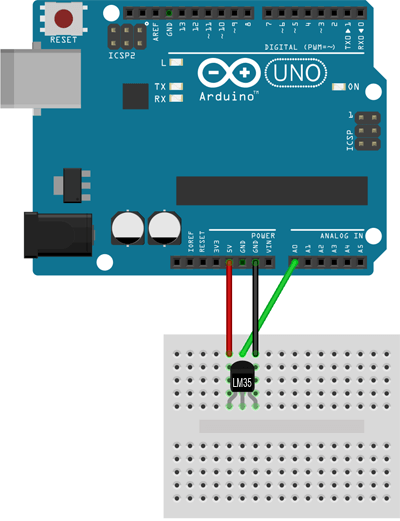 RESET
ICSP2
AREF
GND
13
12
~11
~10
~9
8
7
~6
~5
4
~3
2
TX0▶1
RX0◀0
DIGITAL (PWM=~)
L
TX
RX
UNO
Arduino™
ON
1
ICSP
POWER
ANALOG IN
IOREF
RESET
3V3
5V
GND
GND
VIN
A0
A1
A2
A3
A4
A5
LM35